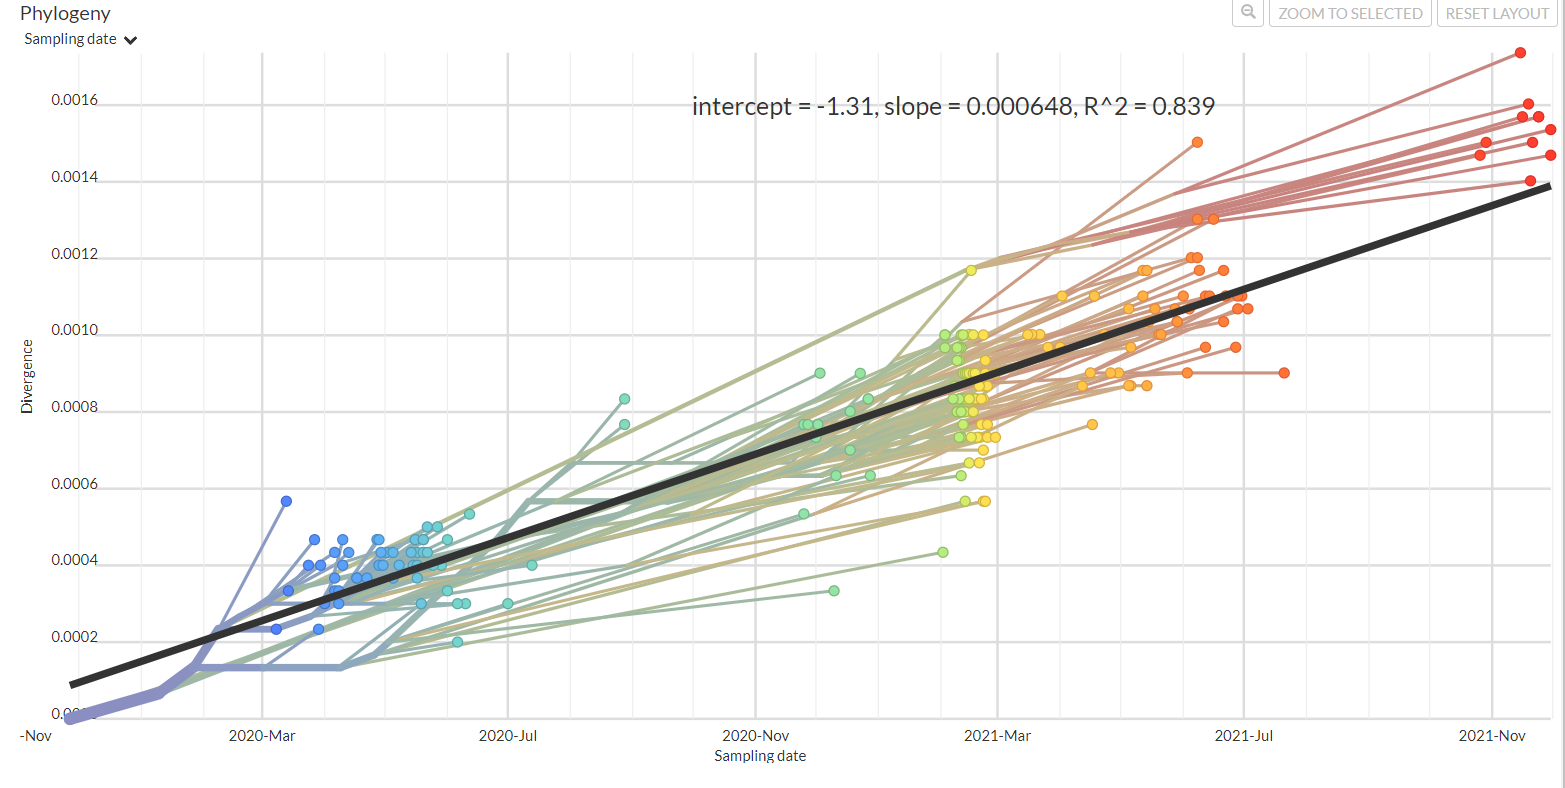 Phylogeny
ZOOM TO SELECTED
RESET LAYOUT
Sampling date
intercept = -1.31, slope = 0.000648, R^2 = 0.839
0.0016
0.0014
0.0012
0.0010
0.0008
0.0006
0.0004
0.0002
Divergence
-Nov
2020-Mar
2020-Jul
2020-Nov
2021-Mar
2021-Jul
2021-Nov
Sampling date